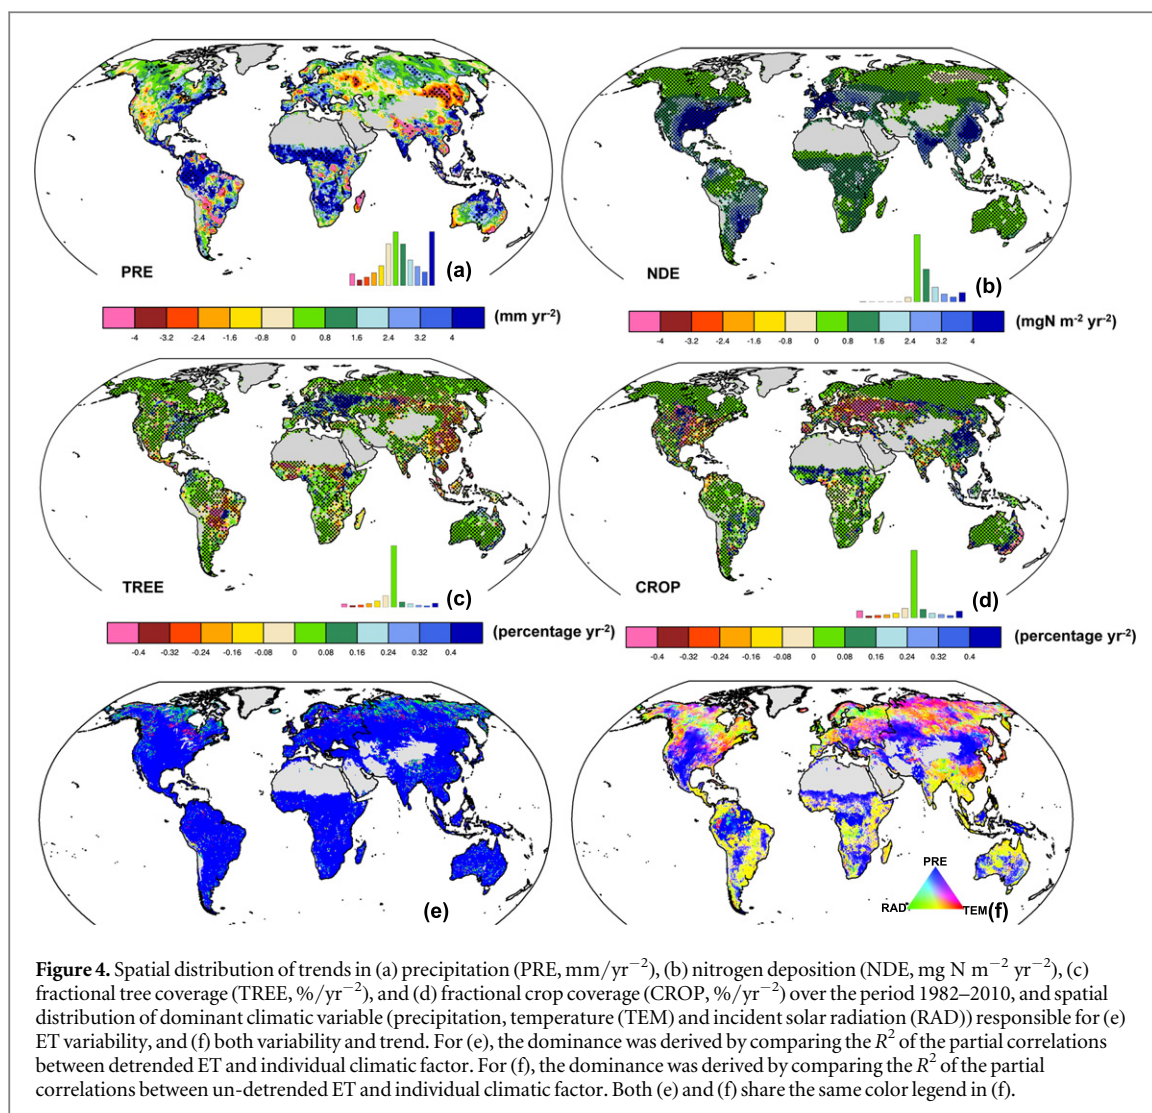 PRE
(a)
(mm yr-2)
-4 -3.2 -2.4 -1.6 -0.8 0 0.8 1.6 2.4 3.2 4
NDE
(b)
(mgN m-2 yr-2)
-4 -3.2 -2.4 -1.6 -0.8 0 0.8 1.6 2.4 3.2 4
TREE
(c)
(percentage yr-2)
-0.4 -0.32 -0.24 -0.16 -0.08 0 0.08 0.16 0.24 0.32 0.4
CROP
(d)
(percentage yr-2)
-0.4 -0.32 -0.24 -0.16 -0.08 0 0.08 0.16 0.24 0.32 0.4
(e)
PRE
RAD
TEM
(f)
Figure 4. Spatial distribution of trends in (a) precipitation (PRE, mm/yr−2), (b) nitrogen deposition (NDE, mg N m−2 yr−2), (c)
fractional tree coverage (TREE, %/yr−2), and (d) fractional crop coverage (CROP, %/yr−2) over the period 1982–2010, and spatial
distribution of dominant climatic variable (precipitation, temperature (TEM) and incident solar radiation (RAD)) responsible for (e)
ET variability, and (f) both variability and trend. For (e), the dominance was derived by comparing the R2 of the partial correlations
between detrended ET and individual climatic factor. For (f), the dominance was derived by comparing the R2 of the partial
correlations between un-detrended ET and individual climatic factor. Both (e) and (f) share the same color legend in (f).